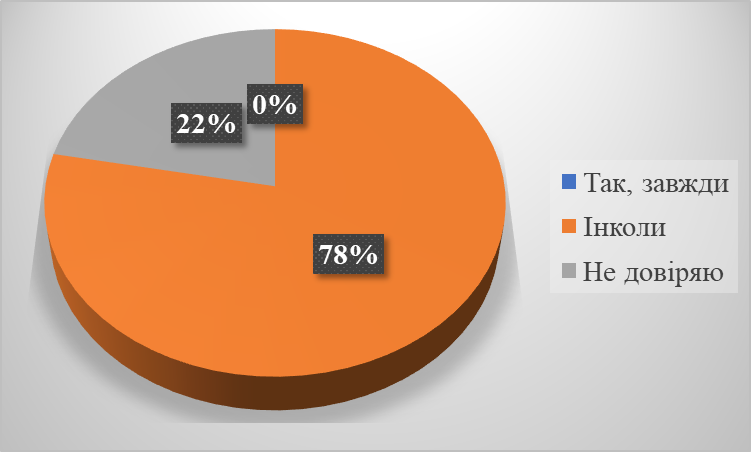 0%
22%
78%
Так, завжди
Інколи
Не довіряю